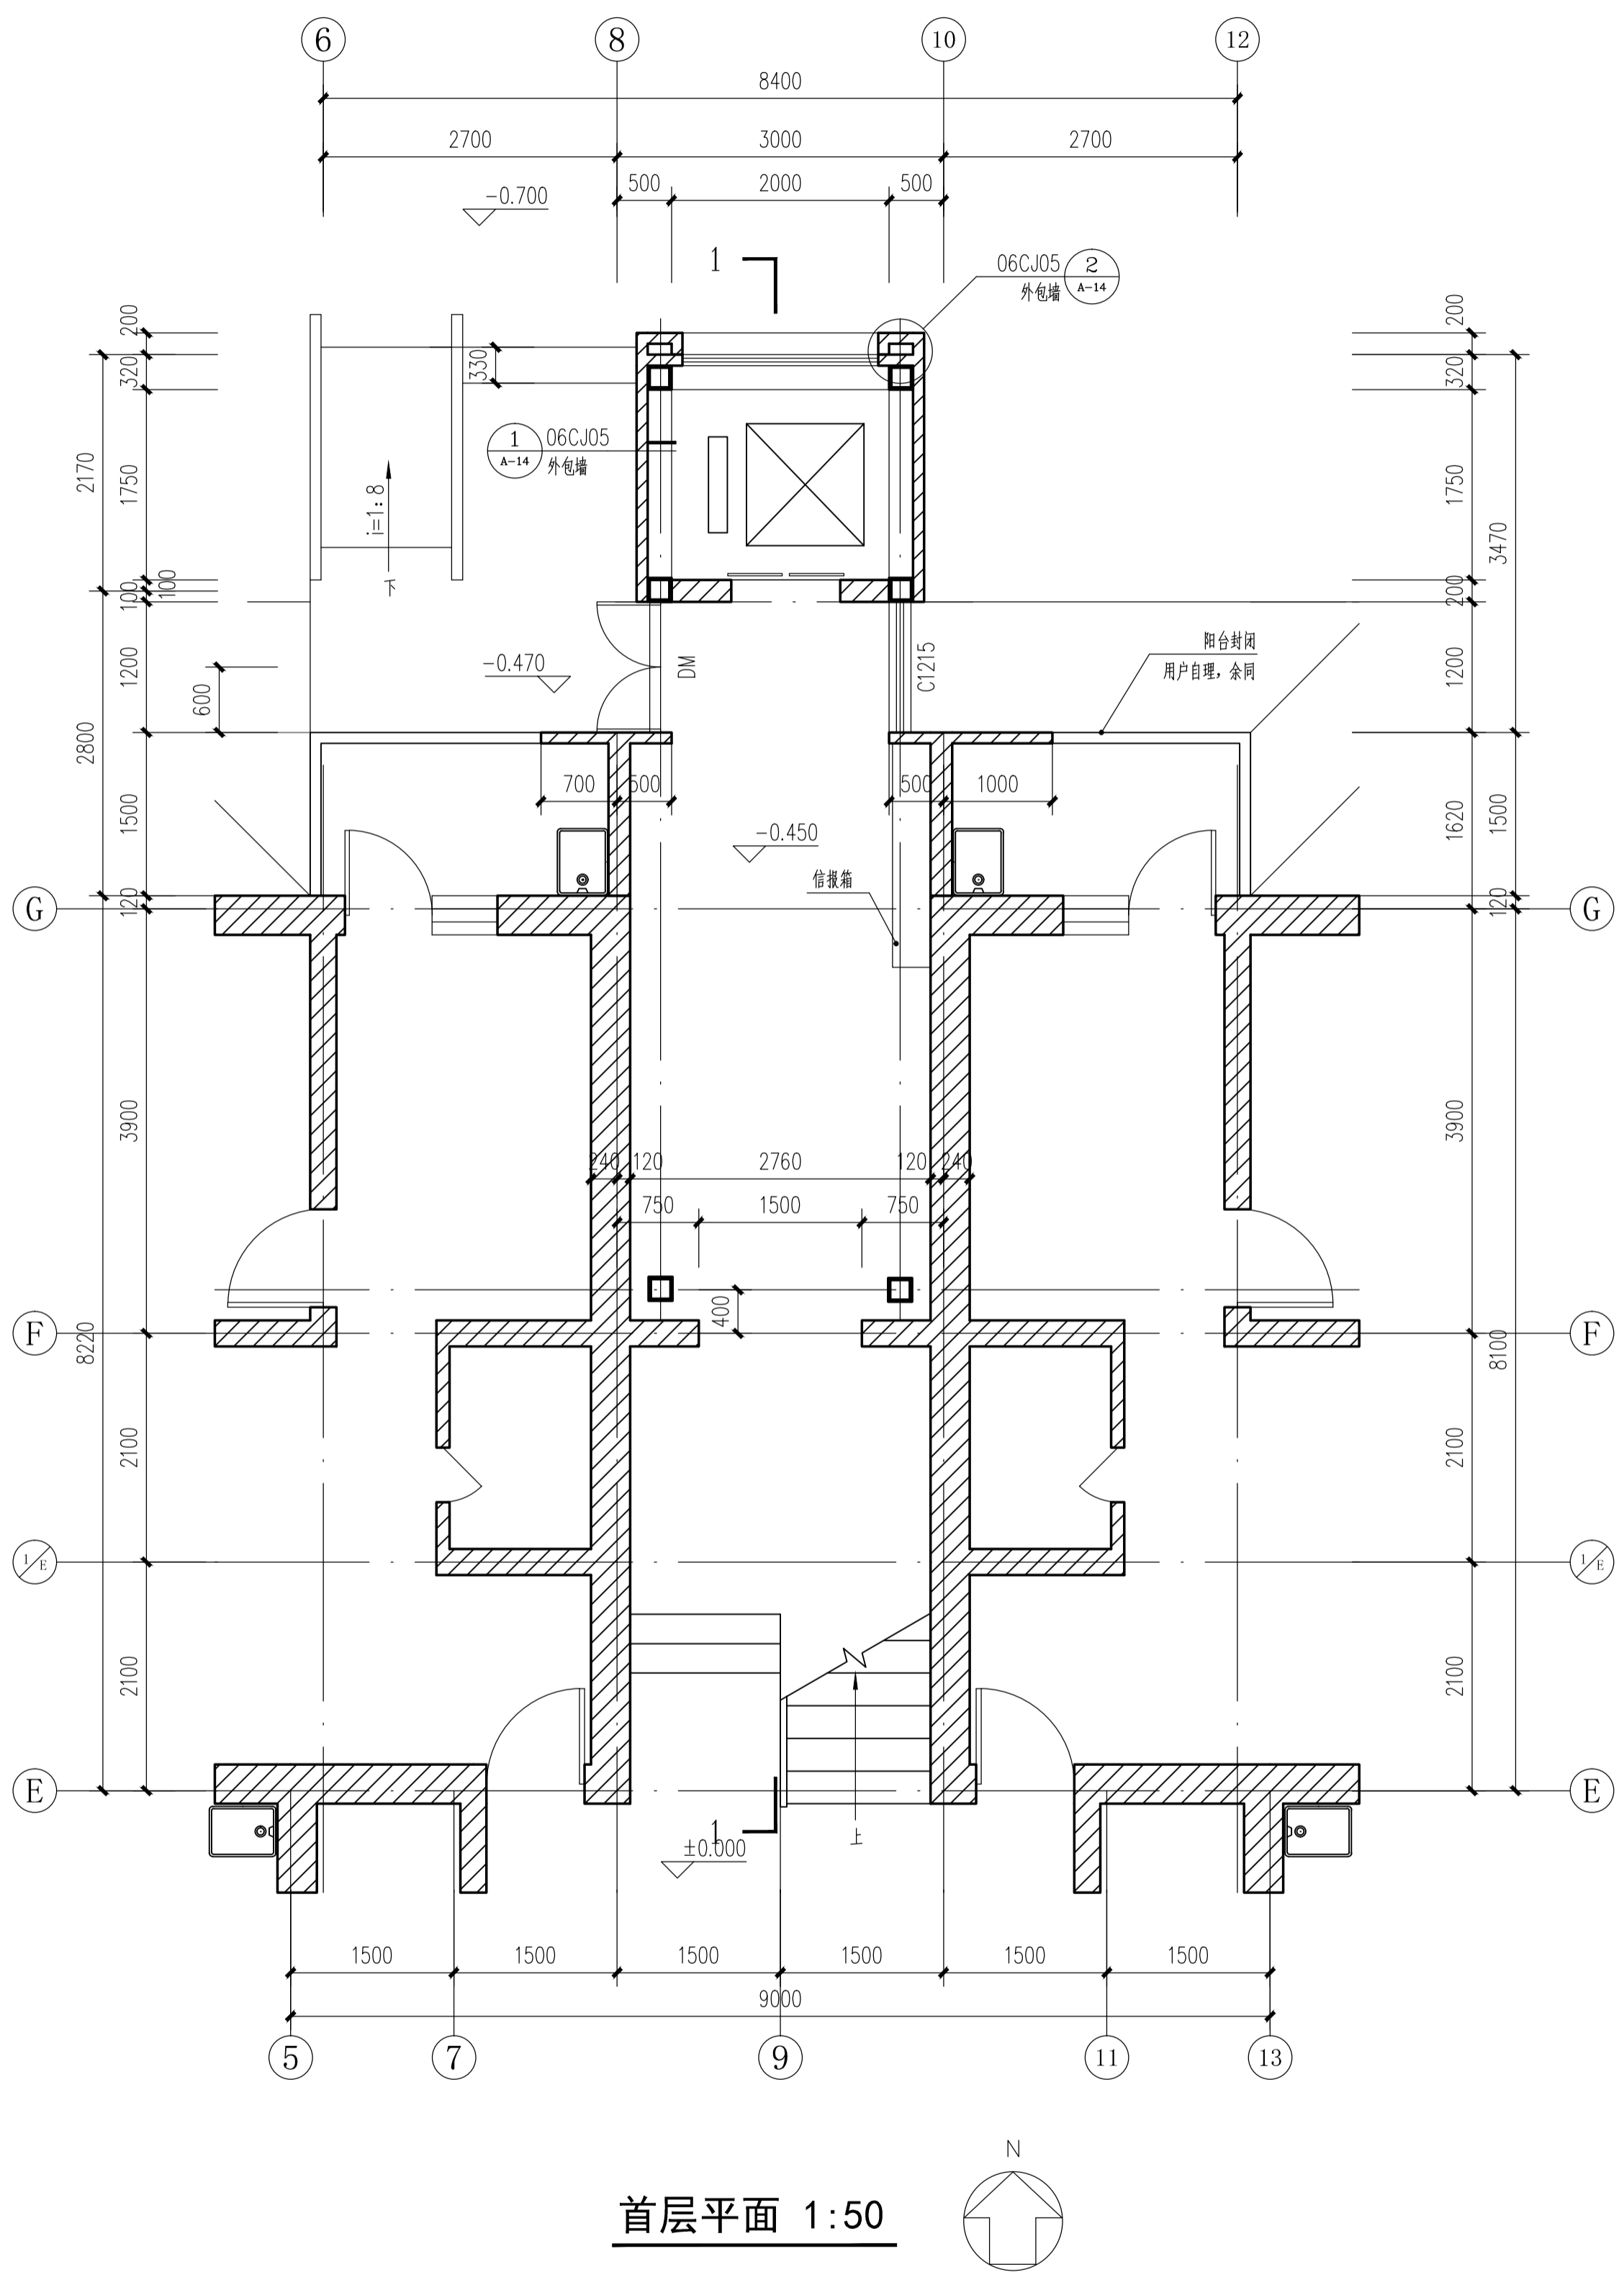 6 8 10 12
8400
2700 3000 2700
500 2000 500
-0.700
1
06CJ05 2
外包墙 A-14
200 200
320 330 320
1 06CJ05
A-14 外包墙
2170 1750 1750
i=1:8
3470
下
100 100 200
阳台封闭
用户自理，余同
-0.470 DM C1215
1200 1200
600
2800
700 500 500 1000
1500 1620 1500
-0.450
信报箱
120 120
G G
3900 3900
240 120 2760 120 240
750 1500 750
400
F F
8220 8100
2100 2100
1/E 1/E
2100 2100
E E
1 上
±0.000
1500 1500 1500 1500 1500 1500
9000
5 7 9 11 13
N
首层平面 1:50